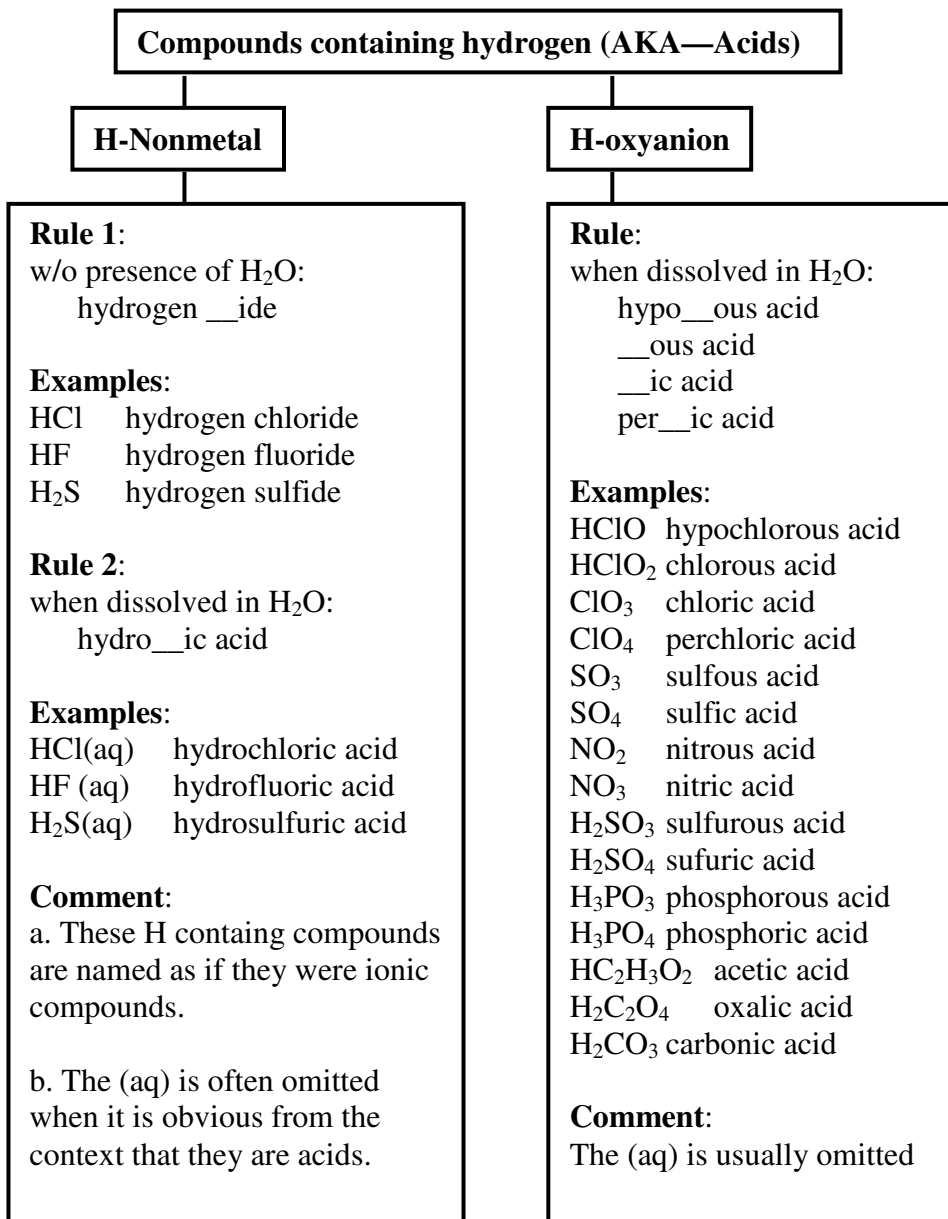 Compounds containing hydrogen (AKA—Acids)
H-Nonmetal
Rule 1:
w/o presence of H₂O:
hydrogen __ide
Examples:
HCl hydrogen chloride
HF hydrogen fluoride
H₂S hydrogen sulfide
Rule 2:
when dissolved in H₂O:
hydro__ic acid
Examples:
HCl(aq) hydrochloric acid
HF (aq) hydrofluoric acid
H₂S(aq) hydrosulfuric acid
Comment:
a. These H containg compounds
are named as if they were ionic
compounds.
b. The (aq) is often omitted
when it is obvious from the
context that they are acids.
H-oxyanion
Rule:
when dissolved in H₂O:
hypo__ous acid
__ous acid
__ic acid
per__ic acid
Examples:
HClO hypochlorous acid
HClO₂ chlorous acid
ClO₃ chloric acid
ClO₄ perchloric acid
SO₃ sulfous acid
SO₄ sulfic acid
NO₂ nitrous acid
NO₃ nitric acid
H₂SO₃ sulfurous acid
H₂SO₄ sufuric acid
H₃PO₃ phosphorous acid
H₃PO₄ phosphoric acid
HC₂H₃O₂ acetic acid
H₂C₂O₄ oxalic acid
H₂CO₃ carbonic acid
Comment:
The (aq) is usually omitted